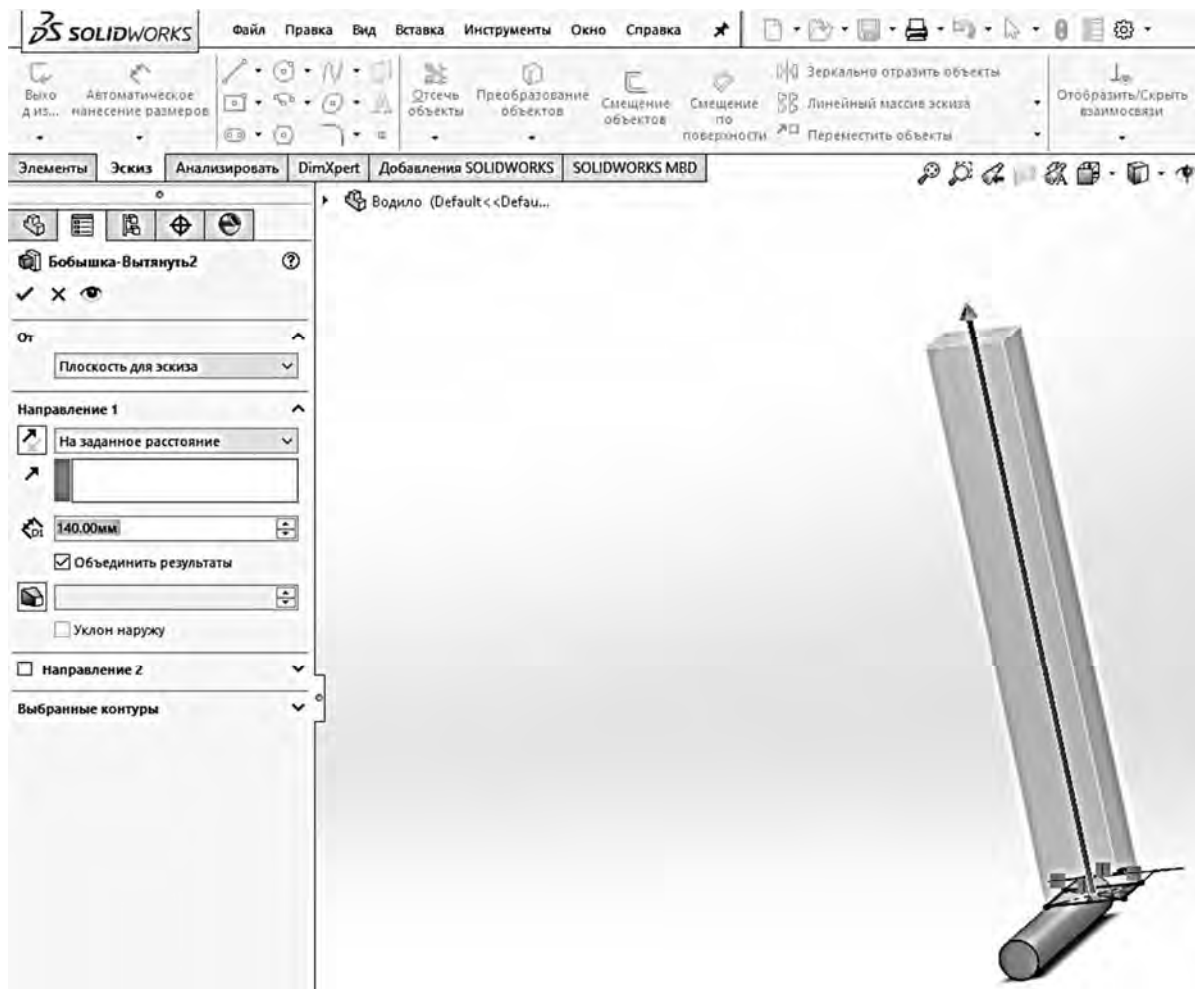 SOLIDWORKS Файл Правка Вид Вставка Инструменты Окно Справка
Выхо
д из...
Автоматическое
нанесение размеров
Отсечь
объекты
Преобразование
объектов
Смещение
объектов
Смещение
по
поверхности
Зеркально отразить объекты
Линейный массив эскиза
Переместить объекты
Отобразить/Скрыть
взаимосвязи
Элементы Эскиз Анализировать DimXpert Добавления SOLIDWORKS SOLIDWORKS MBD
Водило (Default<<Defau...
Бобышка-Вытянуть2
От
Плоскость для эскиза
Направление 1
На заданное расстояние
D1 140.00мм
Объединить результаты
Уклон наружу
Направление 2
Выбранные контуры